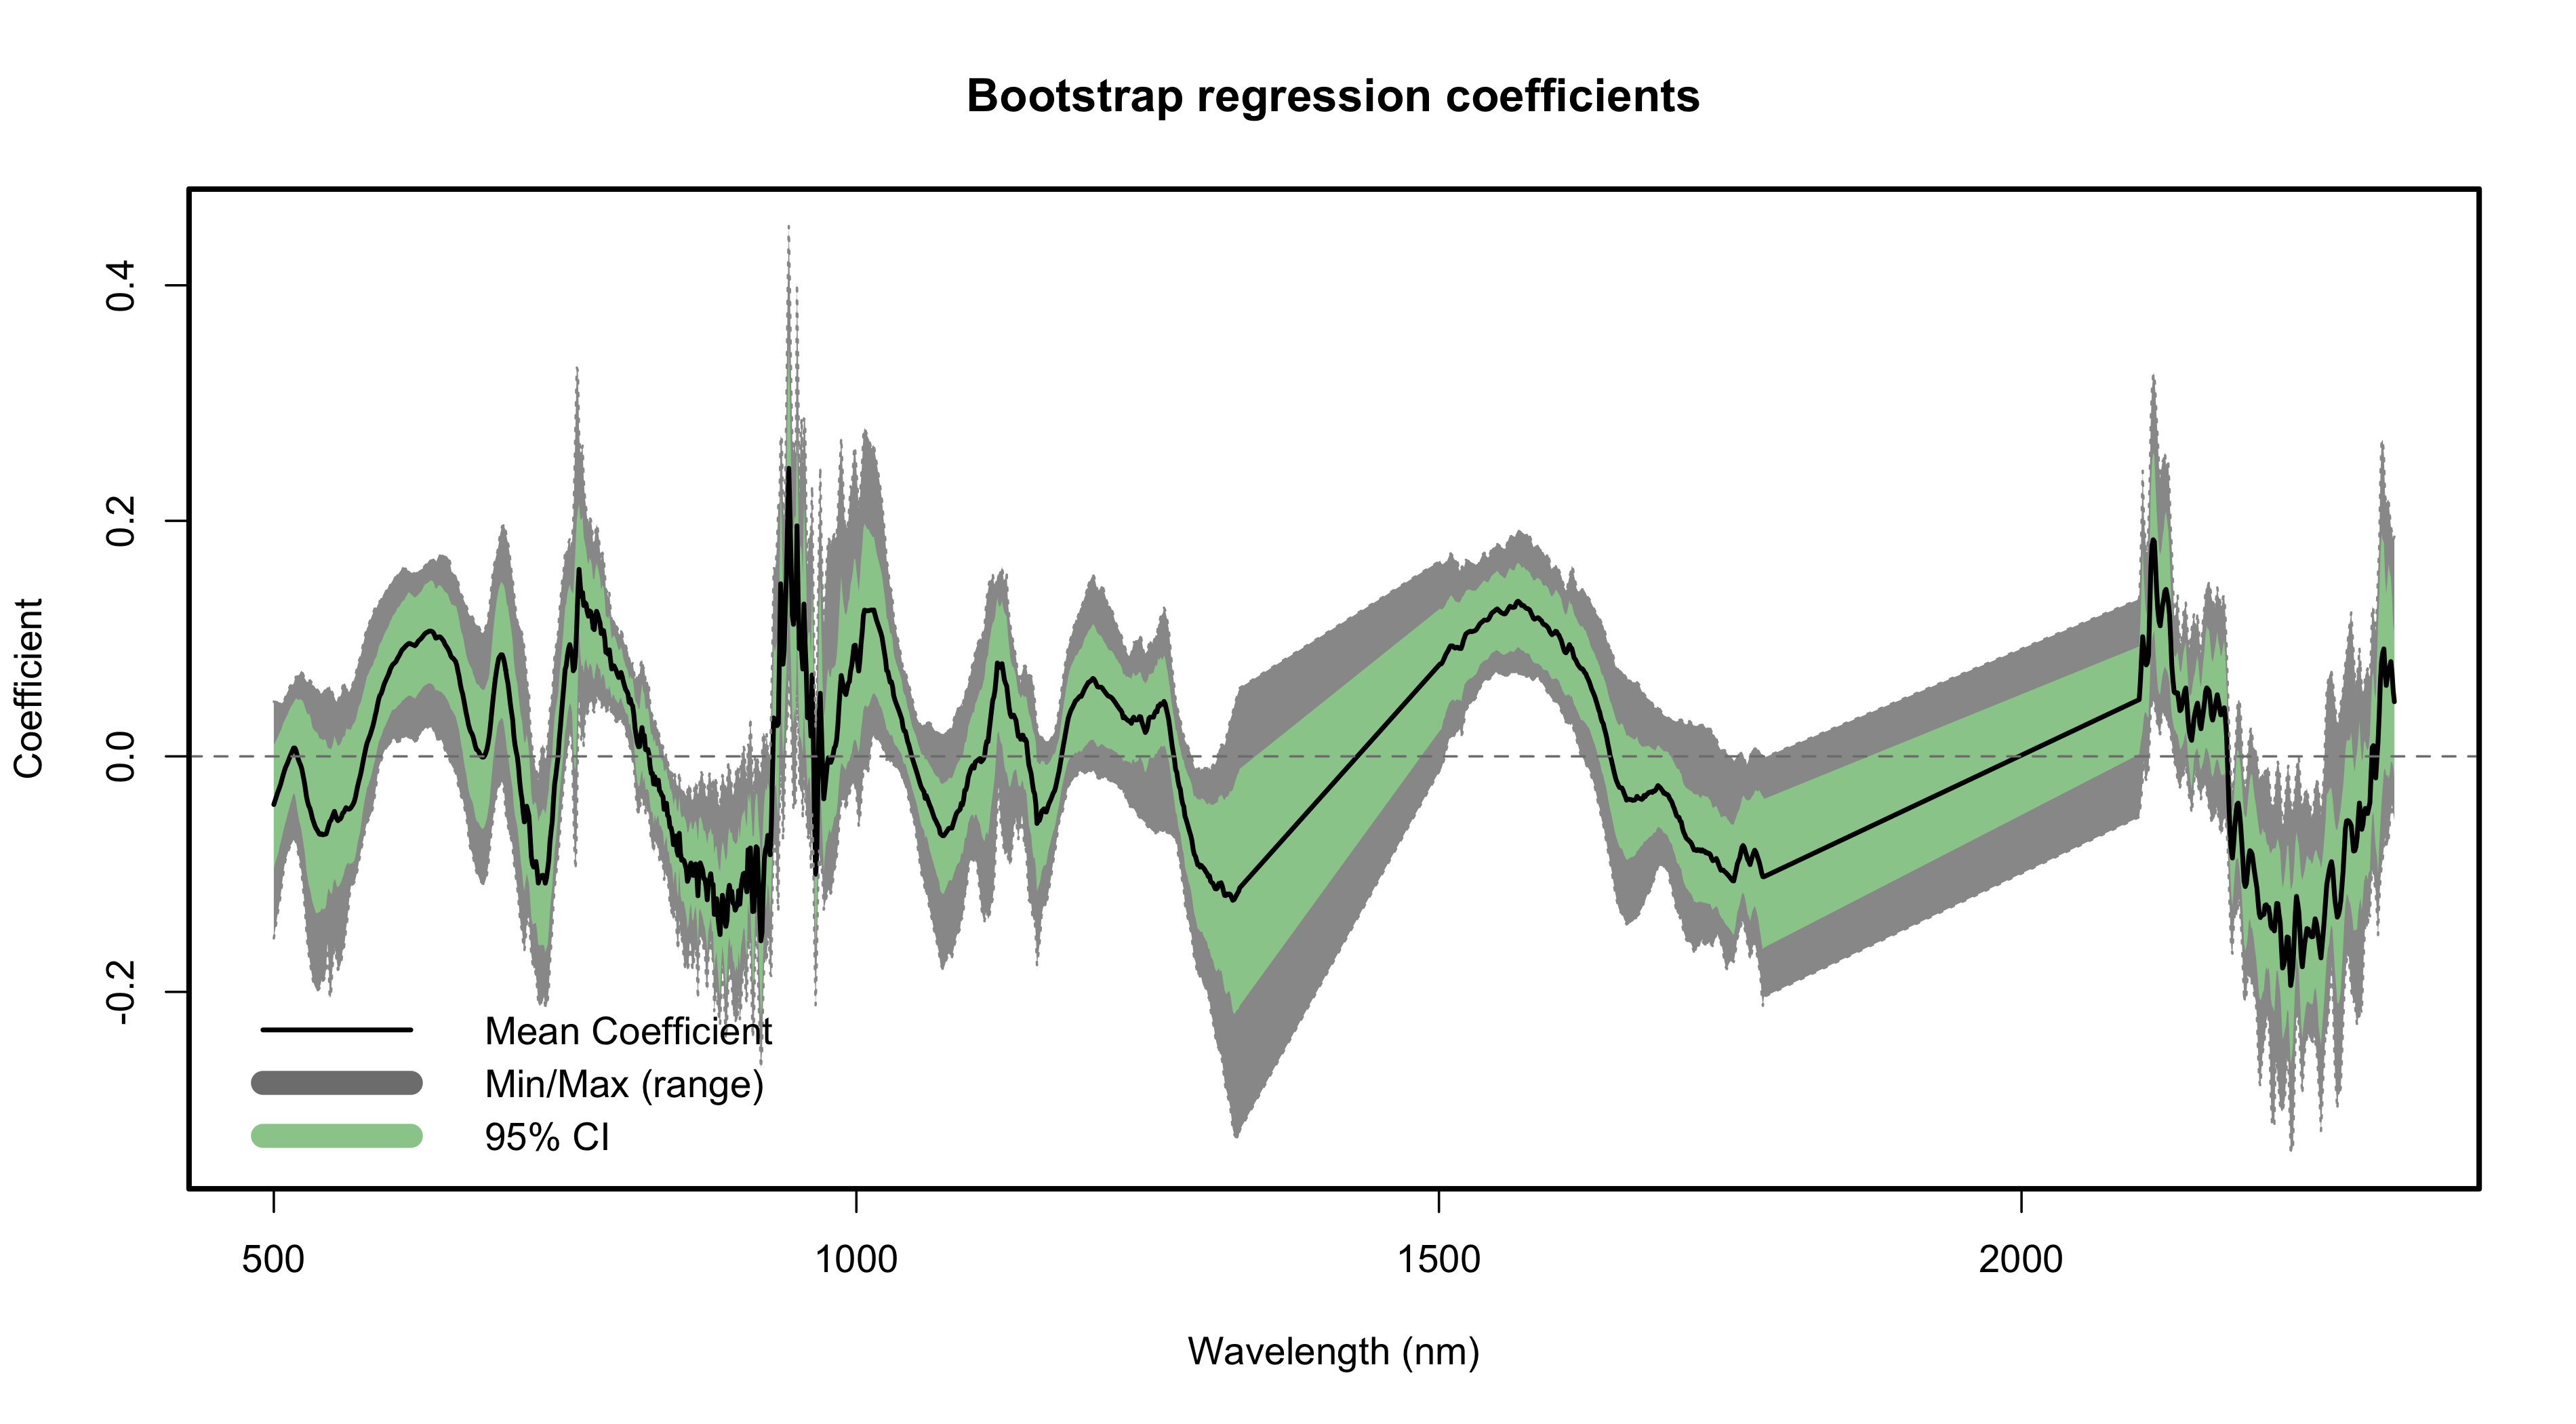 Bootstrap regression coefficients
Coefficient
0.4
0.2
0.0
-0.2
Mean Coefficient
Min/Max (range)
95% CI
500 1000 1500 2000
Wavelength (nm)